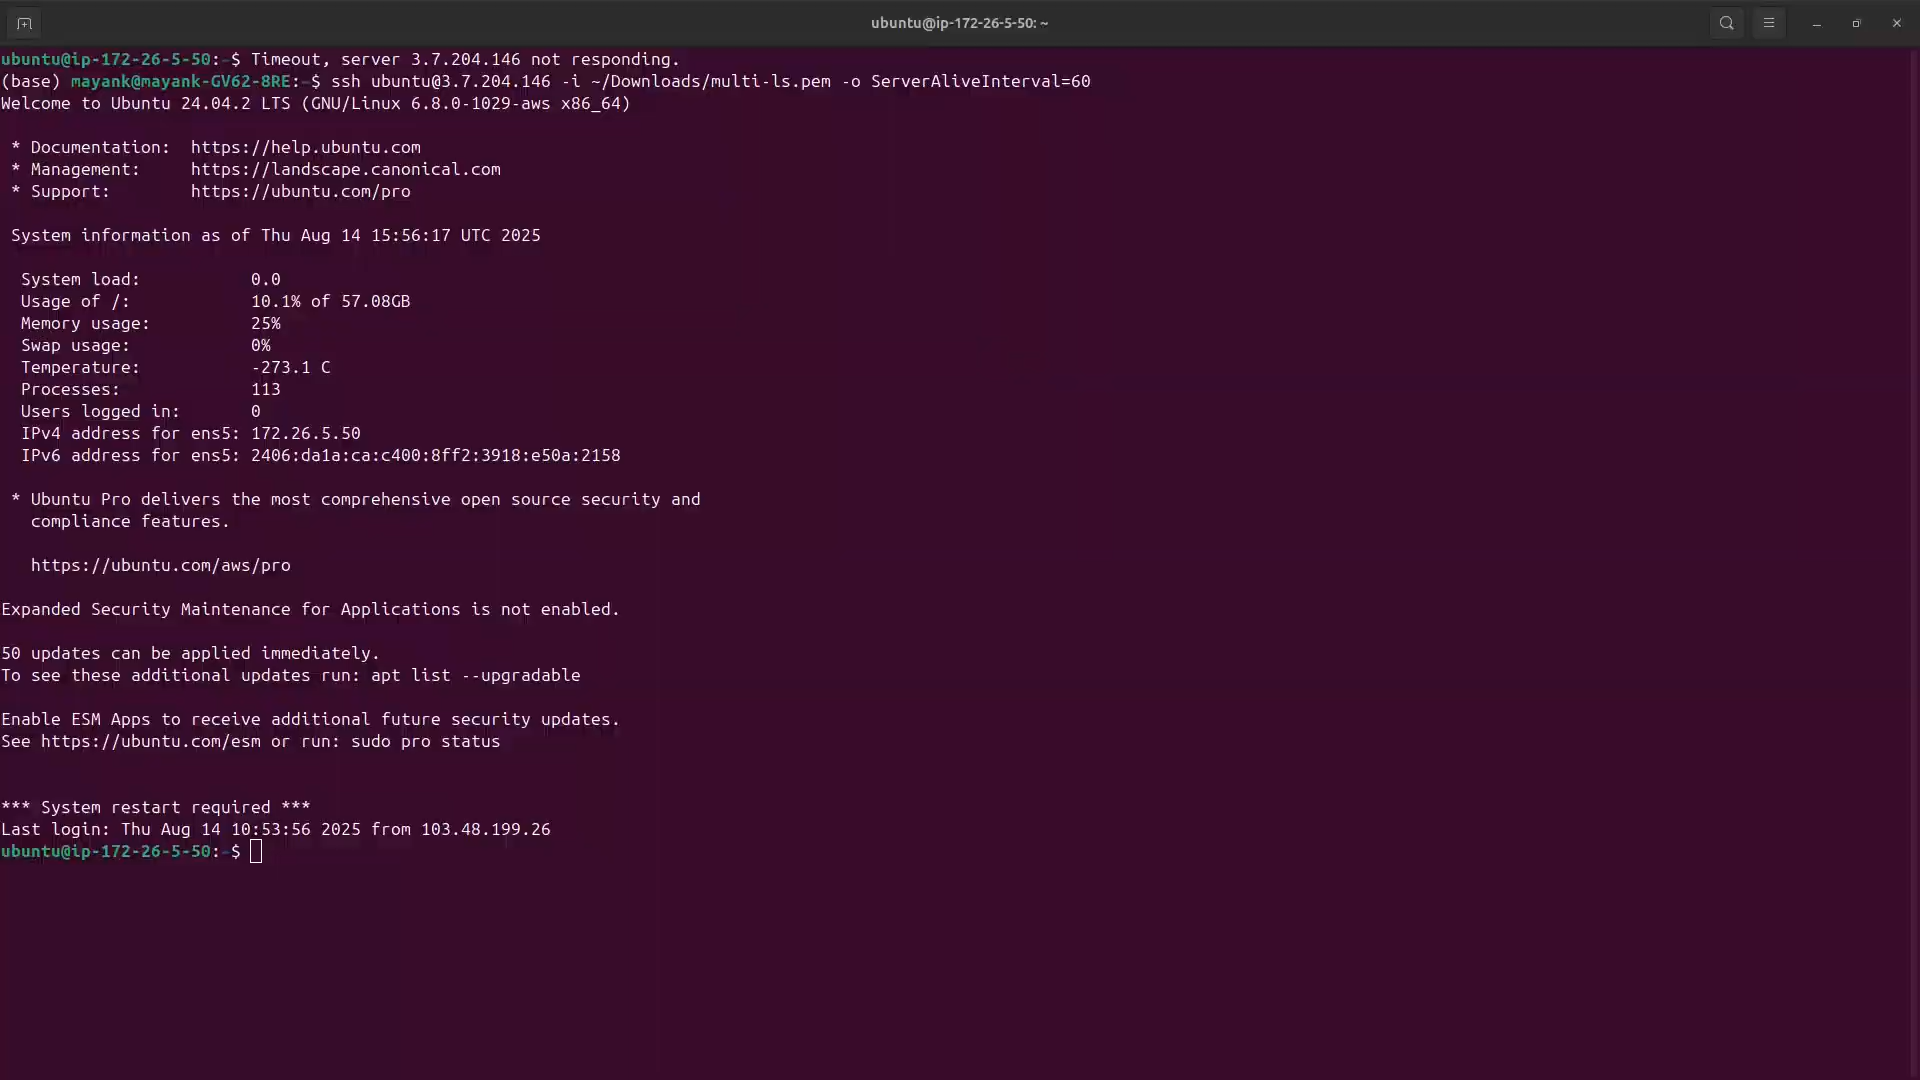 ubuntu@ip-172-26-5-50: ~
ubuntu@ip-172-26-5-50:~$ Timeout, server 3.7.204.146 not responding.
(base) mayank@mayank-GV62-8RE:~$ ssh ubuntu@3.7.204.146 -i ~/Downloads/multi-ls.pem -o ServerAliveInterval=60
Welcome to Ubuntu 24.04.2 LTS (GNU/Linux 6.8.0-1029-aws x86_64)

 * Documentation:  https://help.ubuntu.com
 * Management:     https://landscape.canonical.com
 * Support:        https://ubuntu.com/pro

 System information as of Thu Aug 14 15:56:17 UTC 2025

  System load:           0.0
  Usage of /:            10.1% of 57.08GB
  Memory usage:          25%
  Swap usage:            0%
  Temperature:           -273.1 C
  Processes:             113
  Users logged in:       0
  IPv4 address for ens5: 172.26.5.50
  IPv6 address for ens5: 2406:da1a:ca:c400:8ff2:3918:e50a:2158

 * Ubuntu Pro delivers the most comprehensive open source security and
   compliance features.

   https://ubuntu.com/aws/pro

Expanded Security Maintenance for Applications is not enabled.

50 updates can be applied immediately.
To see these additional updates run: apt list --upgradable

Enable ESM Apps to receive additional future security updates.
See https://ubuntu.com/esm or run: sudo pro status


*** System restart required ***
Last login: Thu Aug 14 10:53:56 2025 from 103.48.199.26
ubuntu@ip-172-26-5-50:~$